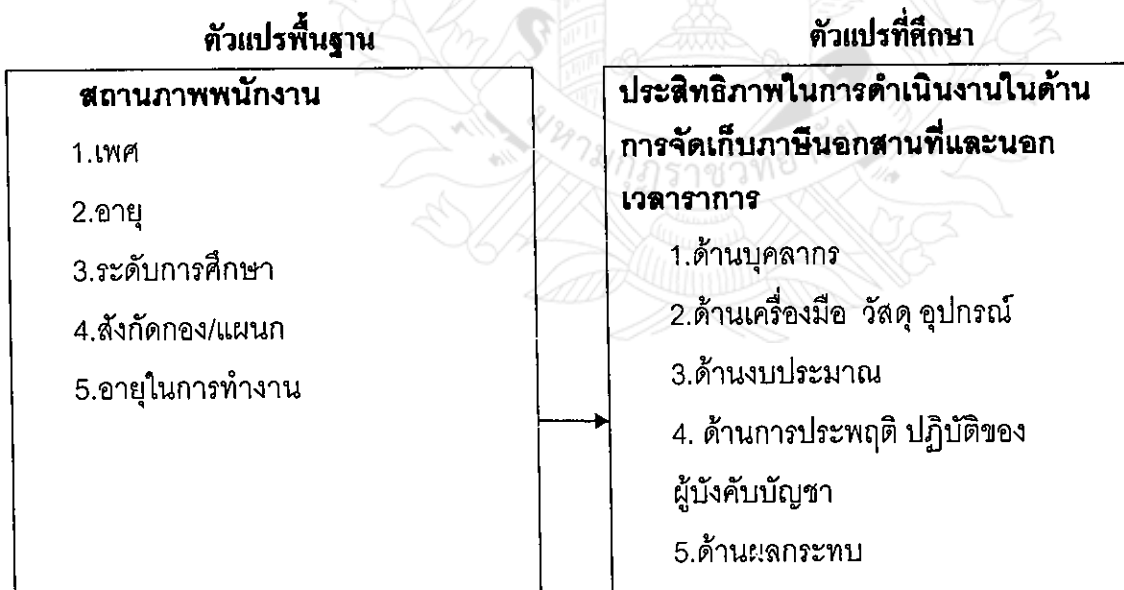 ตัวแปรพื้นฐาน
สถานภาพพนักงาน
1.เพศ
2.อายุ
3.ระดับการศึกษา
4.สังกัดกอง/แผนก
5.อายุในการทำงาน
ตัวแปรที่ศึกษา
ประสิทธิภาพในการดำเนินงานในด้าน
การจัดเก็บภาษีนอกสานที่และนอก
เวลาราการ
1.ด้านบุคลากร
2.ด้านเครื่องมือ วัสดุ อุปกรณ์
3.ด้านงบประมาณ
4. ด้านการประพฤติ ปฏิบัติของ
ผู้บังคับบัญชา
5.ด้านผลกระทบ